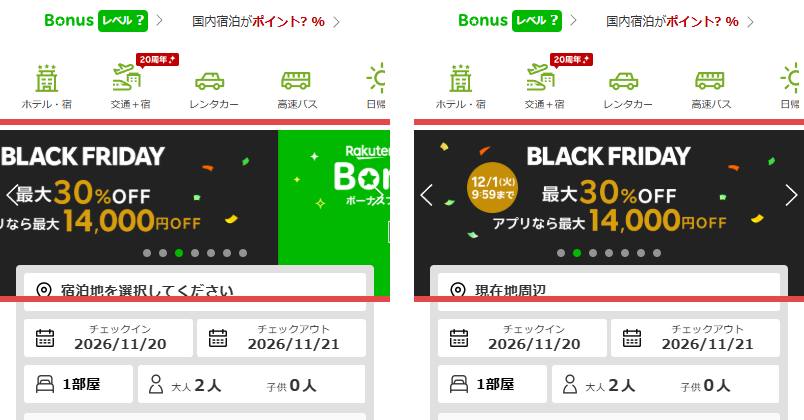 Bonus レベル ?
国内宿泊がポイント? %
20周年
ホテル・宿
交通+宿
レンタカー
高速バス
日帰
BLACK FRIDAY
最大30%OFF
リなら最大14,000円OFF
Rakuten
Bon
ボーナスプ
宿泊地を選択してください
チェックイン
2026/11/20
チェックアウト
2026/11/21
1部屋
大人 2人
子供 0人
Bonus レベル ?
国内宿泊がポイント? %
20周年
ホテル・宿
交通+宿
レンタカー
高速バス
日帰
12/1(火)
9:59まで
BLACK FRIDAY
最大30%OFF
アプリなら最大14,000円OFF
現在地周辺
チェックイン
2026/11/20
チェックアウト
2026/11/21
1部屋
大人 2人
子供 0人